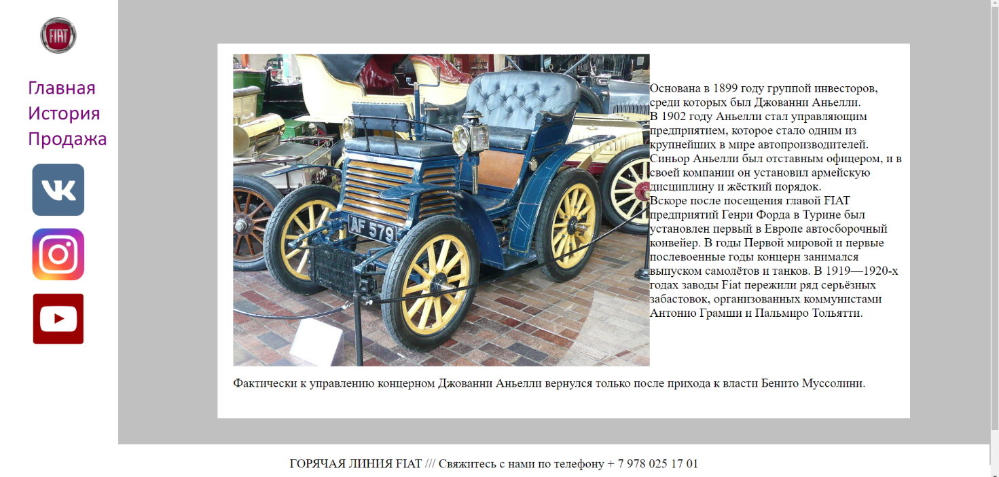 FIAT
Главная
История
Продажа
AF 579
Основана в 1899 году группой инвесторов,
среди которых был Джованни Аньелли.
В 1902 году Аньелли стал управляющим
предприятием, которое стало одним из
крупнейших в мире автопроизводителей.
Синьор Аньелли был отставным офицером, и в
своей компании он установил армейскую
дисциплину и жёсткий порядок.
Вскоре после посещения главой FIAT
предприятий Генри Форда в Турине был
установлен первый в Европе автосборочный
конвейер. В годы Первой мировой и первые
послевоенные годы концерн занимался
выпуском самолётов и танков. В 1919—1920-х
годах заводы Fiat пережили ряд серьёзных
забастовок, организованных коммунистами
Антонио Грамши и Пальмиро Тольятти.
Фактически к управлению концерном Джованни Аньелли вернулся только после прихода к власти Бенито Муссолини.
ГОРЯЧАЯ ЛИНИЯ FIAT /// Свяжитесь с нами по телефону + 7 978 025 17 01